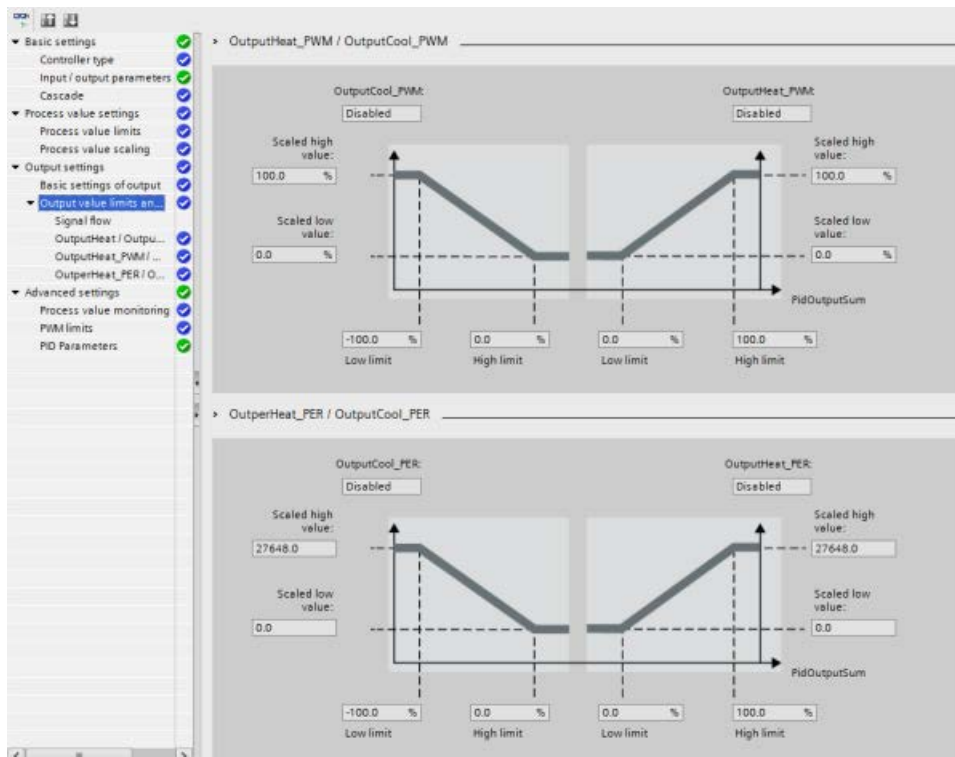 Basic settings
Controller type
Input / output parameters
Cascade
Process value settings
Process value limits
Process value scaling
Output settings
Basic settings of output
Output value limits an...
Signal flow
OutputHeat / Outpu...
OutputHeat_PWM / ...
OutperHeat_PER / O...
Advanced settings
Process value monitoring
PWM limits
PID Parameters
OutputHeat_PWM / OutputCool_PWM
OutputCool_PWM:
Disabled
OutputHeat_PWM:
Disabled
Scaled high
value:
100.0 %
Scaled low
value:
0.0 %
Scaled high
value:
100.0 %
Scaled low
value:
0.0 %
PidOutputSum
-100.0 %
0.0 %
0.0 %
100.0 %
Low limit
High limit
Low limit
High limit
OutperHeat_PER / OutputCool_PER
OutputCool_PER:
Disabled
OutputHeat_PER:
Disabled
Scaled high
value:
27648.0
Scaled low
value:
0.0
Scaled high
value:
27648.0
Scaled low
value:
0.0
PidOutputSum
-100.0 %
0.0 %
0.0 %
100.0 %
Low limit
High limit
Low limit
High limit